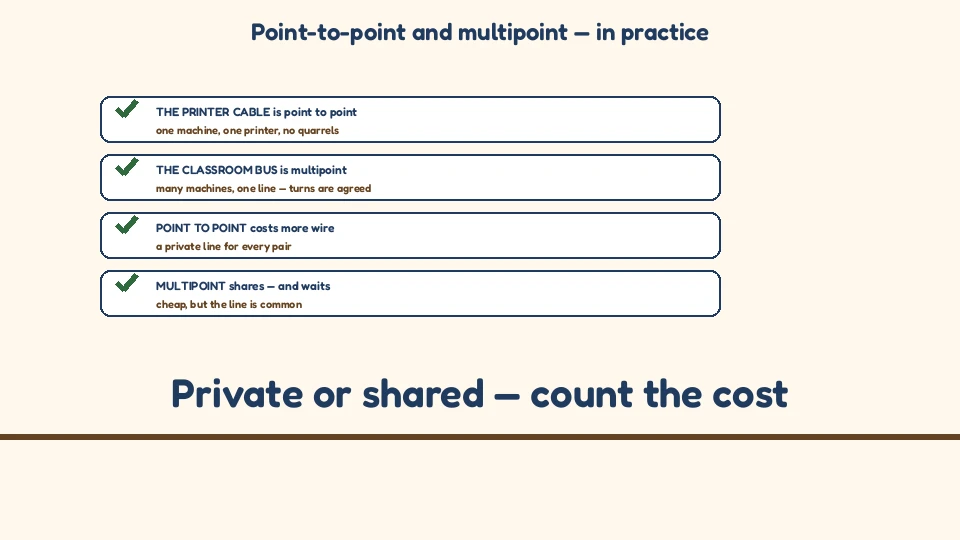 Point-to-point and multipoint — in practice
THE PRINTER CABLE is point to point
one machine, one printer, no quarrels
THE CLASSROOM BUS is multipoint
many machines, one line — turns are agreed
POINT TO POINT costs more wire
a private line for every pair
MULTIPOINT shares — and waits
cheap, but the line is common
Private or shared — count the cost